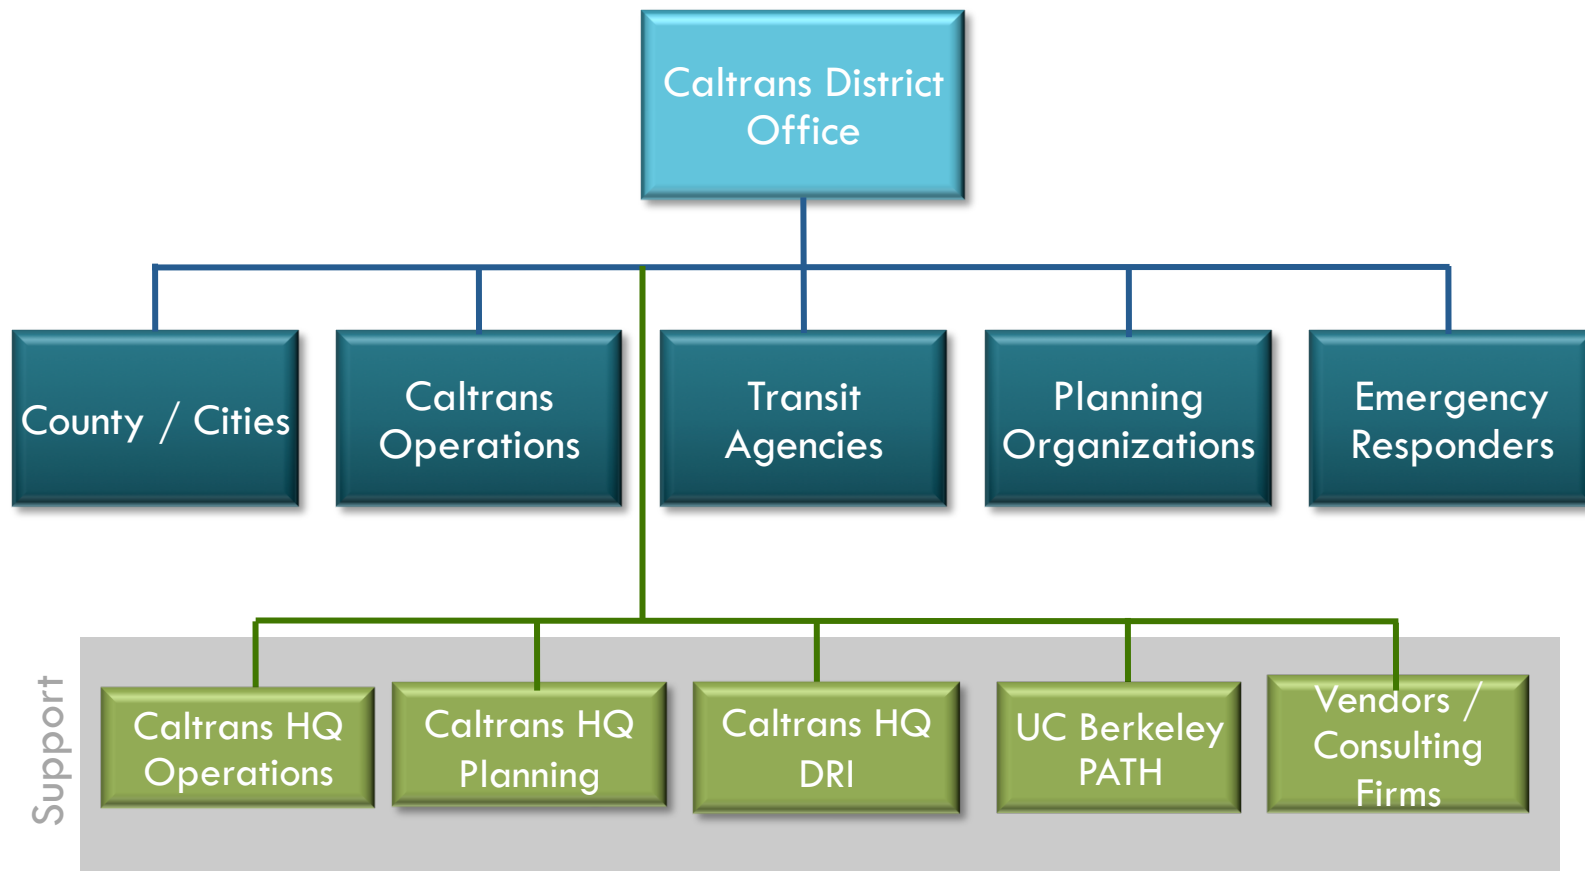 Caltrans District
Office
County / Cities
Caltrans
Operations
Transit
Agencies
Planning
Organizations
Emergency
Responders
Support
Caltrans HQ
Operations
Caltrans HQ
Planning
Caltrans HQ
DRI
UC Berkeley
PATH
Vendors /
Consulting
Firms